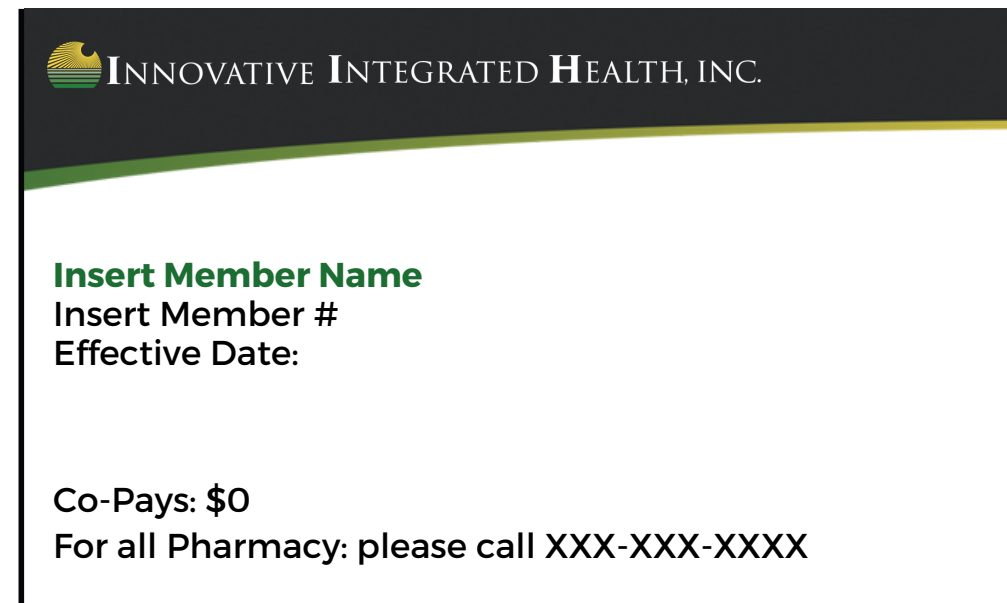 INNOVATIVE INTEGRATED HEALTH, INC.
Insert Member Name
Insert Member #
Effective Date:
Co-Pays: $0
For all Pharmacy: please call XXX-XXX-XXXX